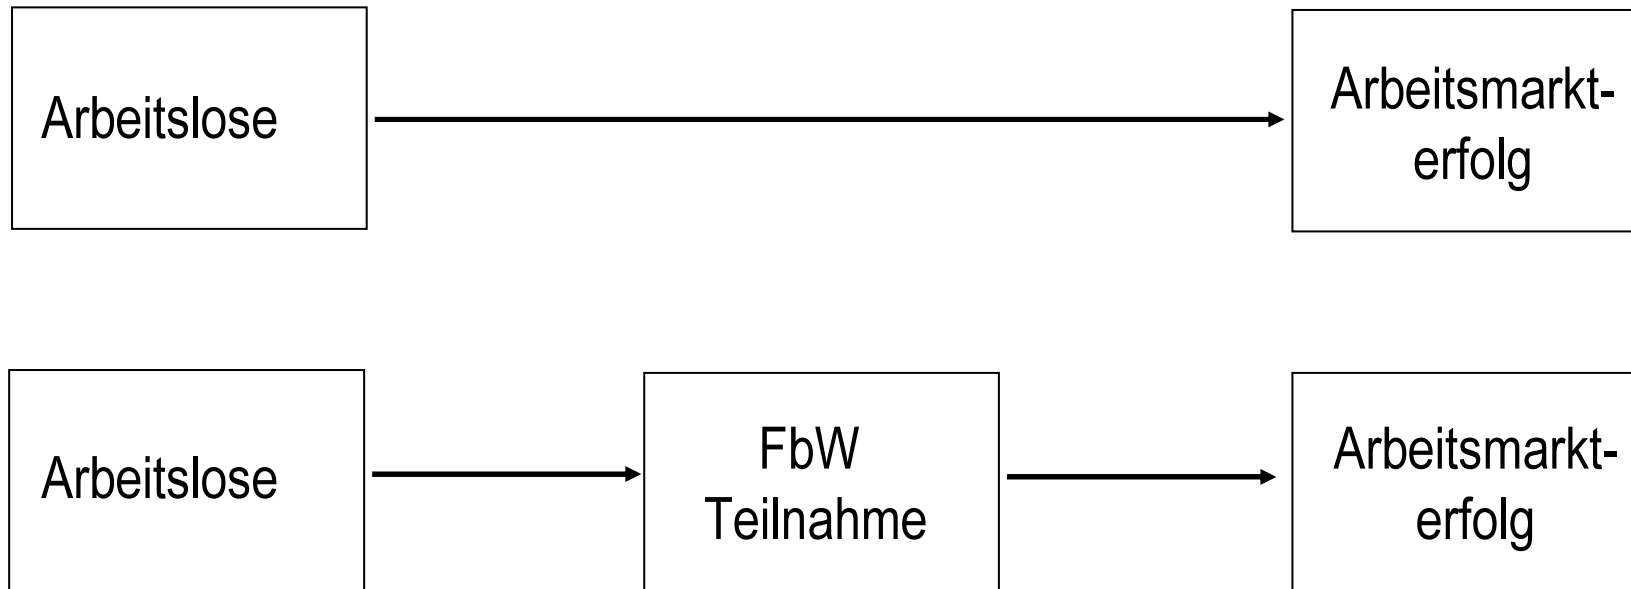 Arbeitslose
Arbeitsmarkt-
erfolg
Arbeitslose
FbW
Teilnahme
Arbeitsmarkt-
erfolg